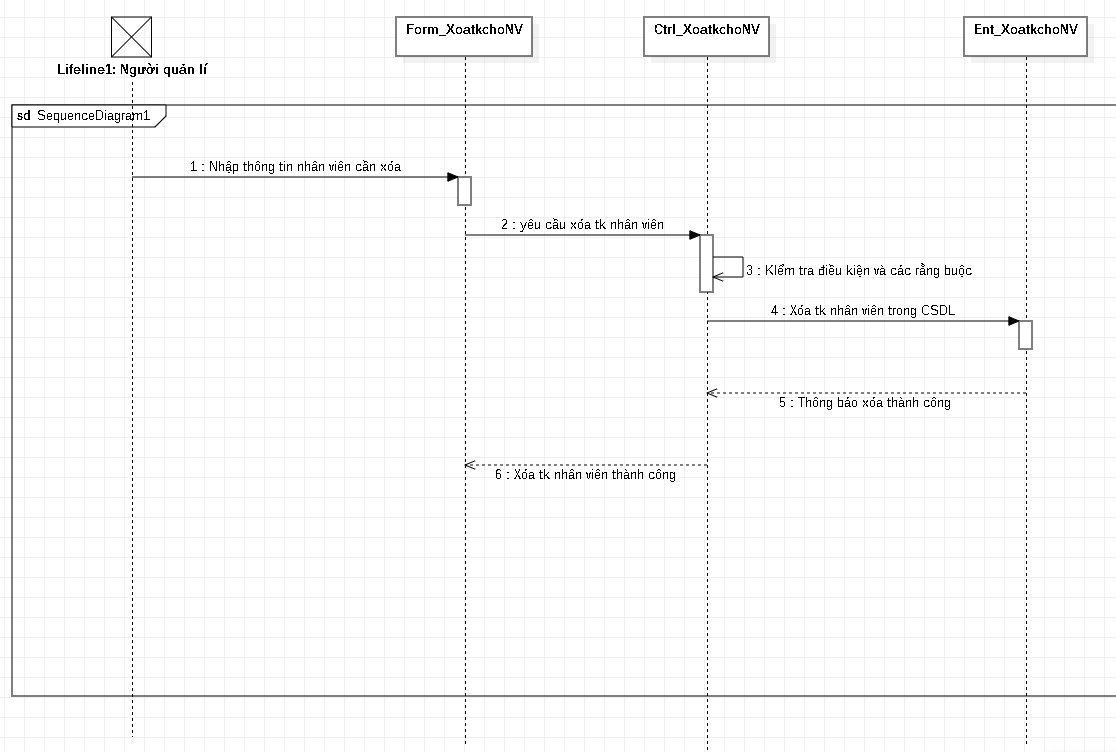 Form_XoatkchoNV
Ctrl_XoatkchoNV
Ent_XoatkchoNV
Lifeline1: Người quản lí
sd SequenceDiagram1
1 : Nhập thông tin nhân viên cần xóa
2 : yêu cầu xóa tk nhân viên
3 : KIểm tra điều kiện và các rằng buộc
4 : Xóa tk nhân viên trong CSDL
5 : Thông báo xóa thành công
6 : Xóa tk nhân viên thành công